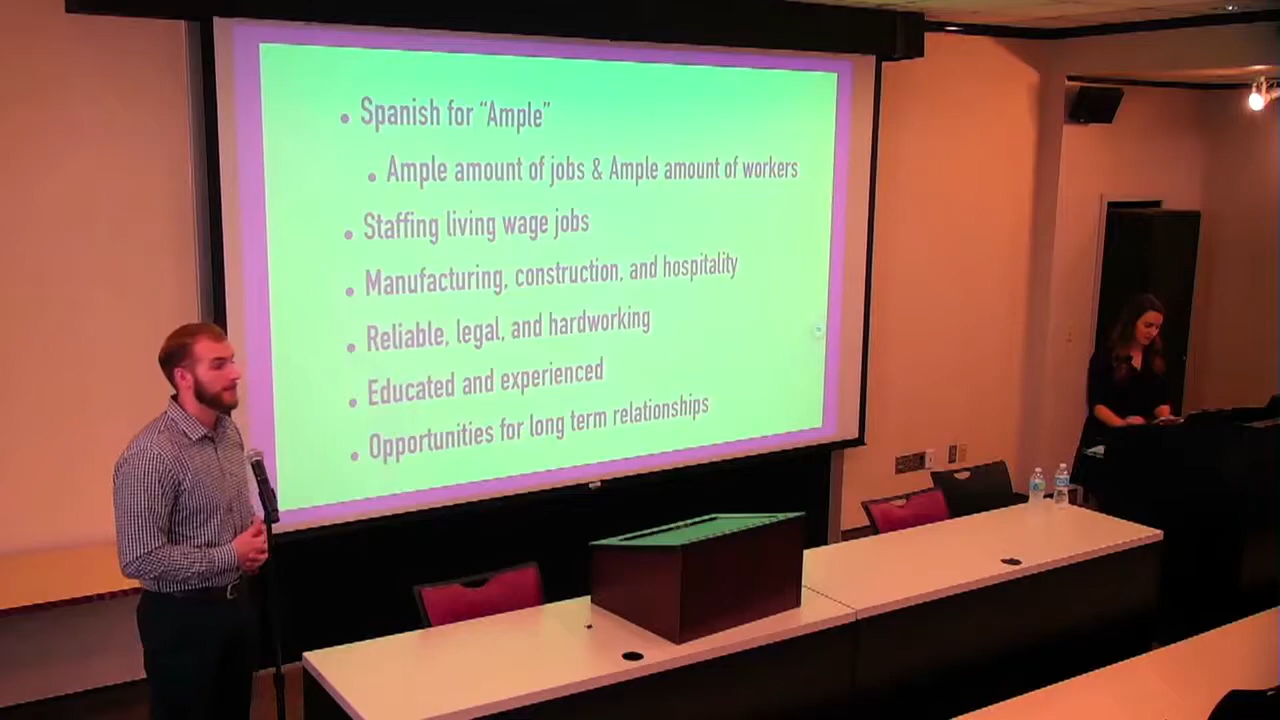 • Spanish for “Ample”
• Ample amount of jobs & Ample amount of workers
• Staffing living wage jobs
• Manufacturing, construction, and hospitality
• Reliable, legal, and hardworking
• Educated and experienced
• Opportunities for long term relationships